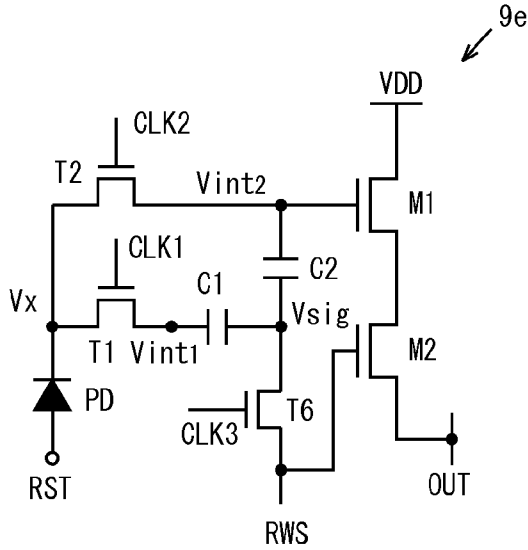 9e
VDD
CLK2
T2
Vint2
M1
CLK1
C2
C1
Vx
Vsig
T1
Vint1
M2
PD
T6
CLK3
RST
OUT
RWS